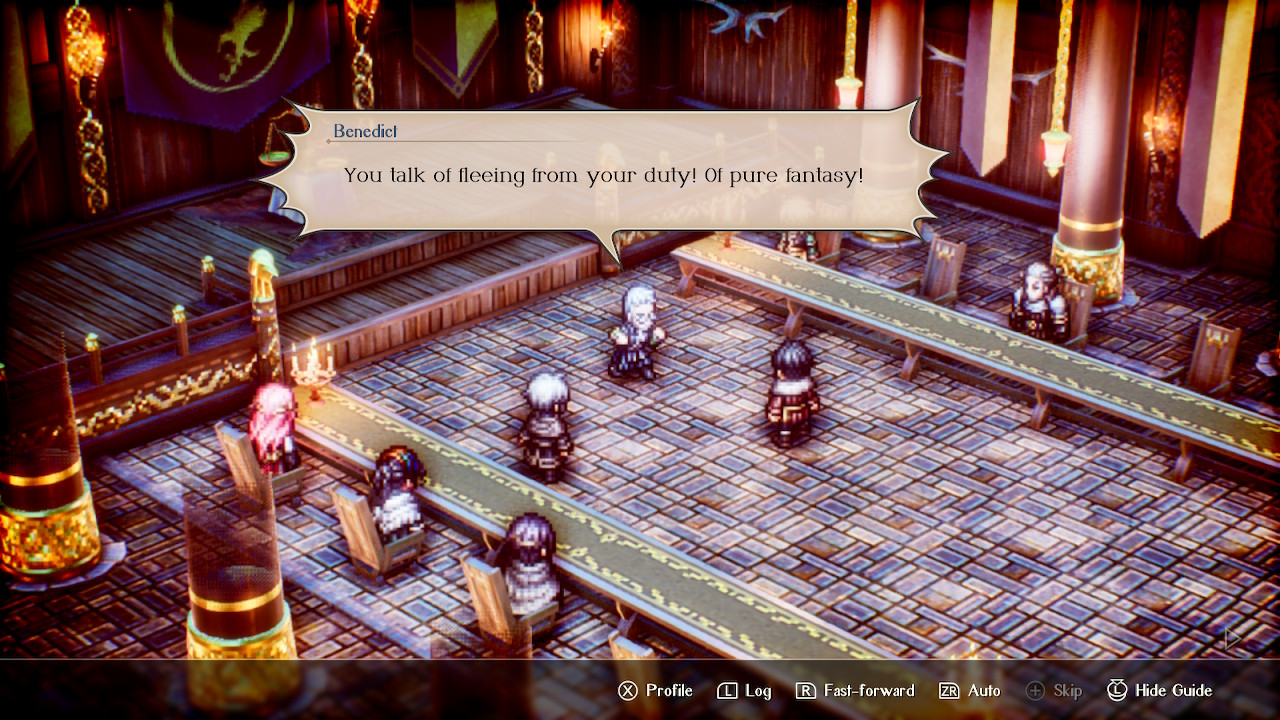 Benedict
You talk of fleeing from your duty! Of pure fantasy!
X Profile L Log R Fast-forward ZR Auto + Skip L Hide Guide